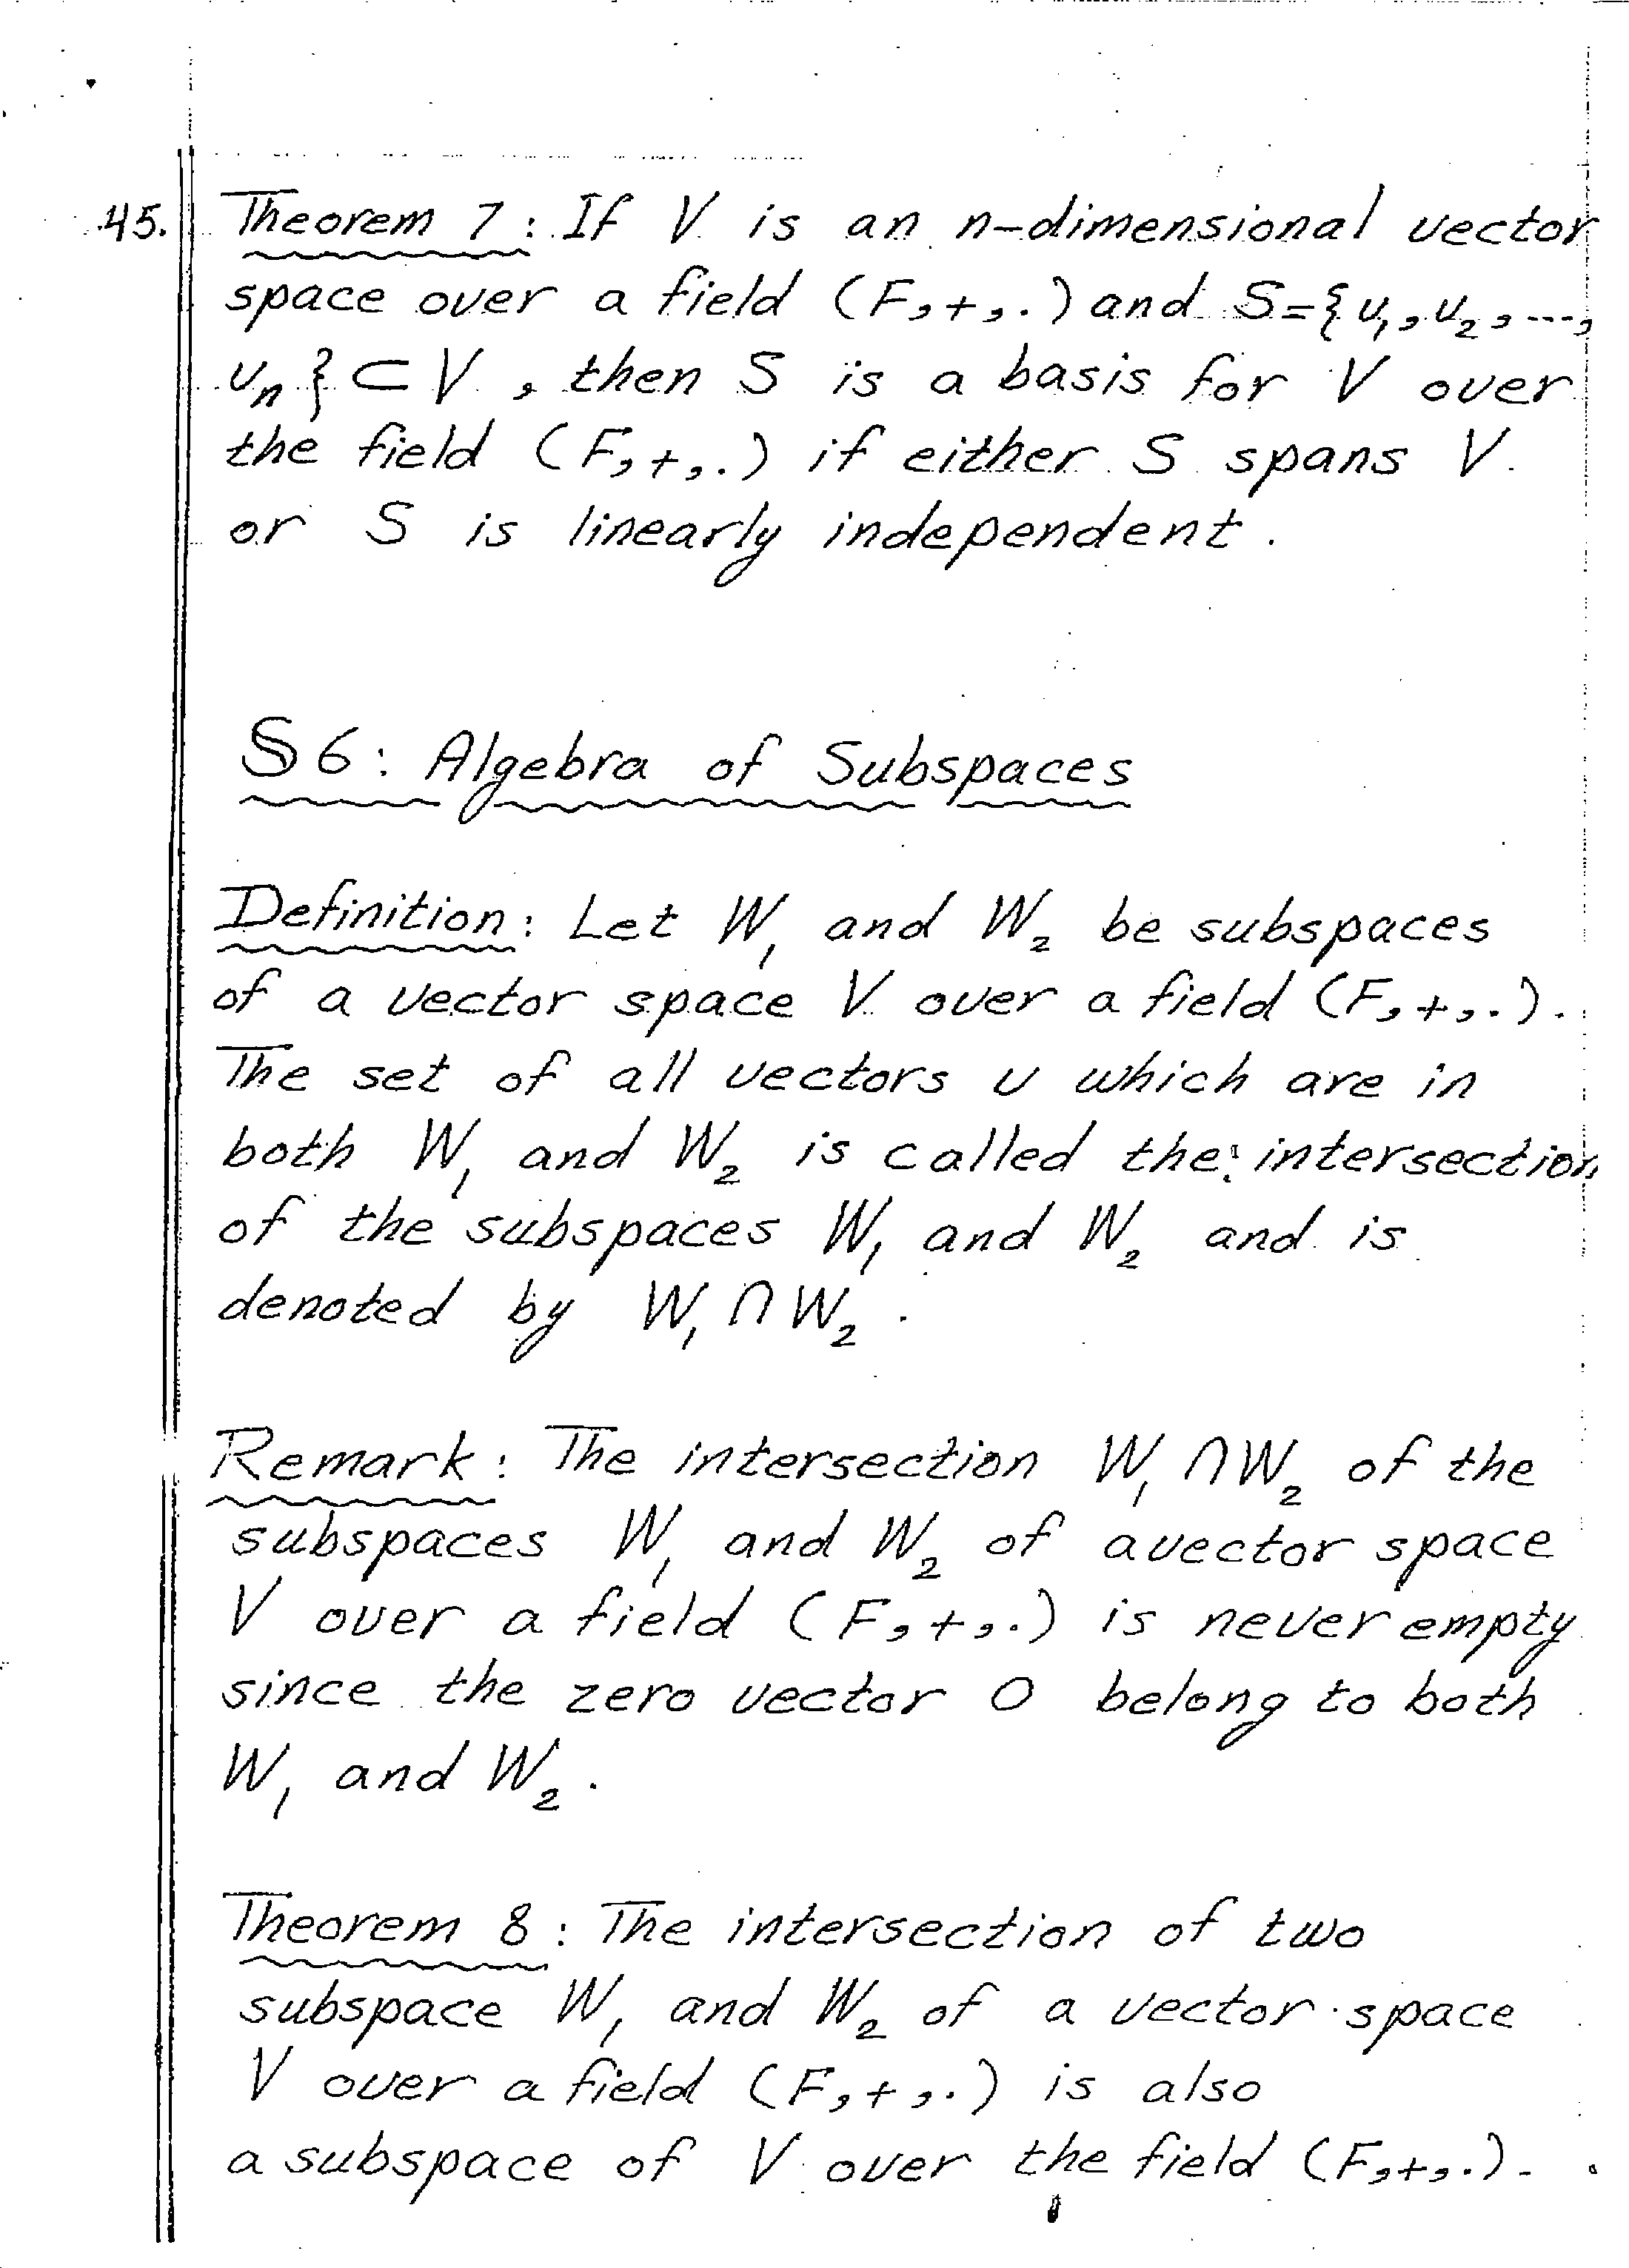 45. Theorem 7 : If V is an n-dimensional vector
space over a field (F,+,.) and S={u₁,u₂,...,
uₙ}⊂V , then S is a basis for V over
the field (F,+,.) if either S spans V
or S is linearly independent.
§6: Algebra of Subspaces
Definition: Let W₁ and W₂ be subspaces
of a vector space V over a field (F,+,.).
The set of all vectors u which are in
both W₁ and W₂ is called the intersection
of the subspaces W₁ and W₂ and is
denoted by W₁∩W₂ .
Remark: The intersection W₁∩W₂ of the
subspaces W₁ and W₂ of avector space
V over a field (F,+,.) is never empty
since the zero vector 0 belong to both
W₁ and W₂ .
Theorem 8 : The intersection of two
subspace W₁ and W₂ of a vector space
V over a field (F,+,.) is also
a subspace of V over the field (F,+,.).